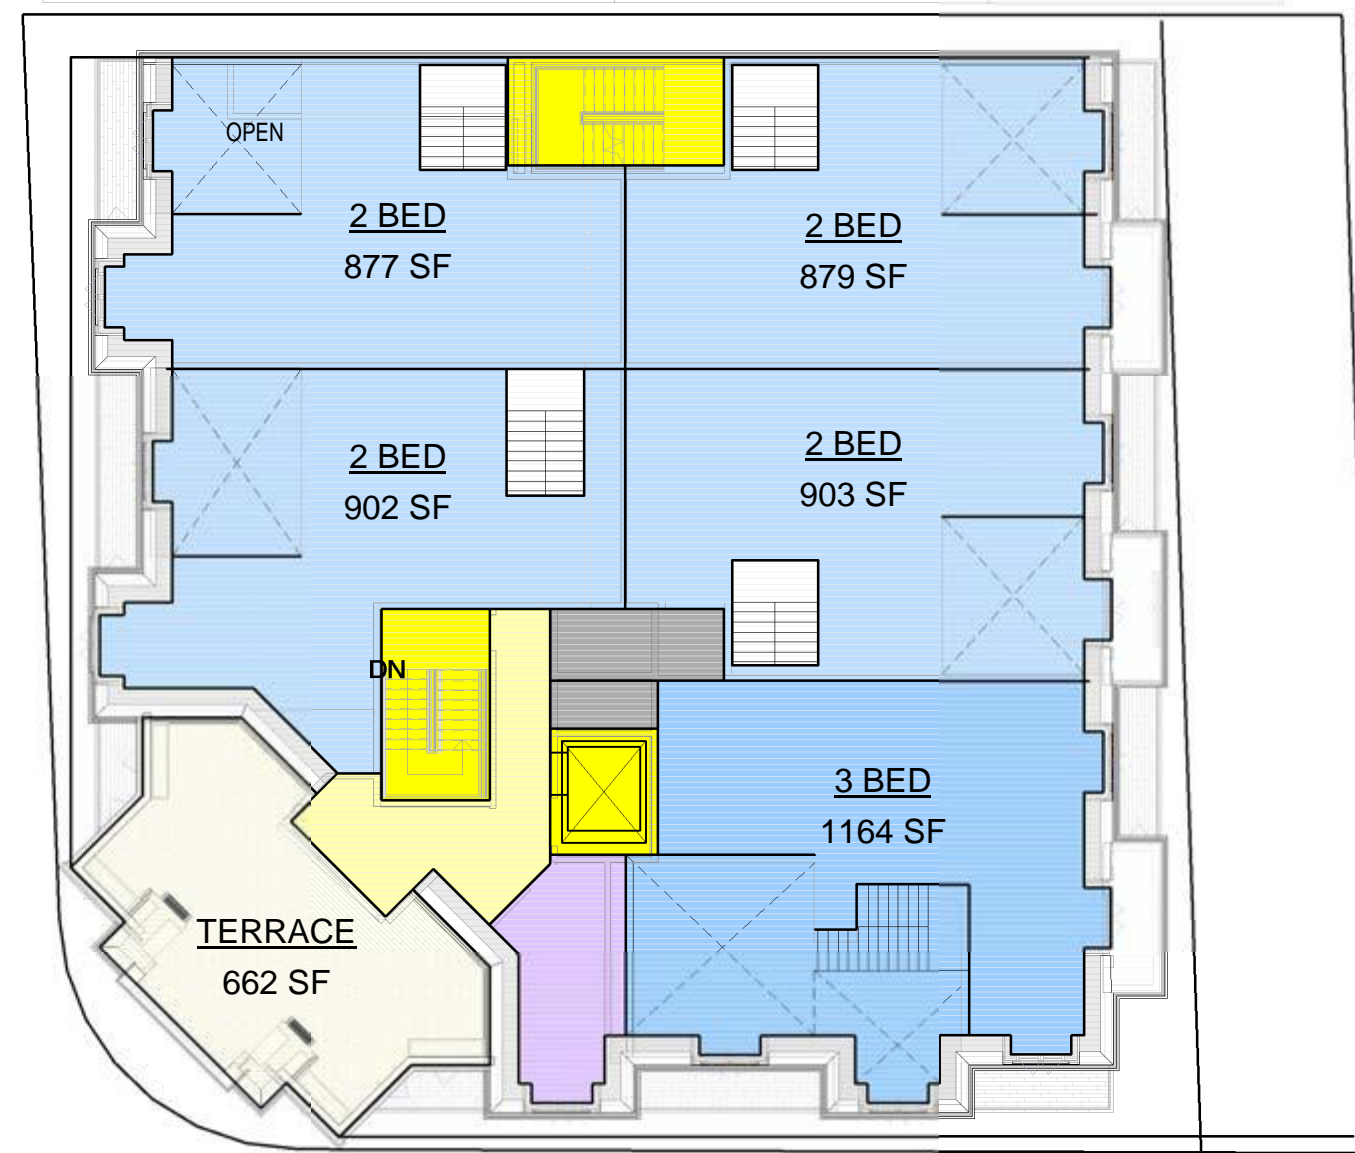 OPEN
2 BED
877 SF
2 BED
879 SF
2 BED
902 SF
2 BED
903 SF
DN
3 BED
1164 SF
TERRACE
662 SF